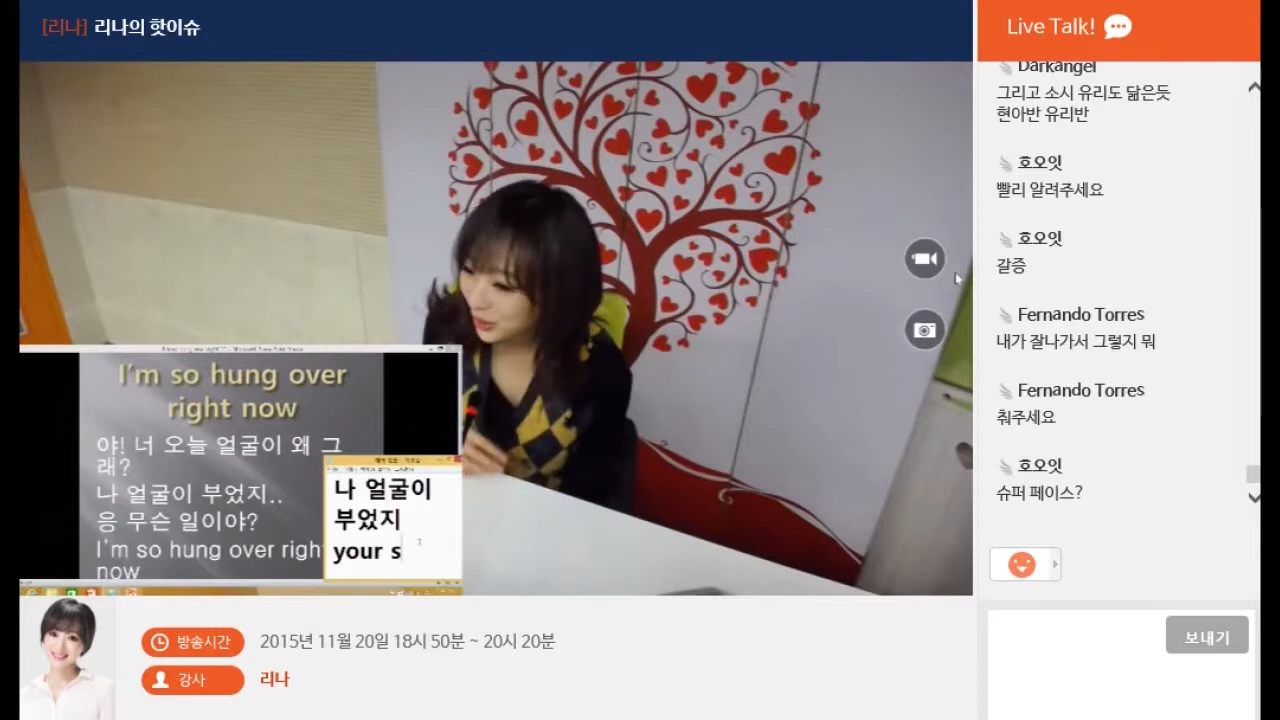 [리나] 리나의 핫이슈
Live Talk!
Darkangel
그리고 소시 유리도 닮은듯
현아반 유리반
호오잇
빨리 알려주세요
호오잇
갈증
Fernando Torres
내가 잘나가서 그렇지 뭐
Fernando Torres
춰주세요
호오잇
슈퍼 페이스?
보내기
I'm so hung over
right now
야! 너 오늘 얼굴이 왜 그
래?
나 얼굴이 부었지..
응 무슨 일이야?
I'm so hung over righ
now
나 얼굴이
부었지
your s
방송시간 2015년 11월 20일 18시 50분 ~ 20시 20분
강사 리나